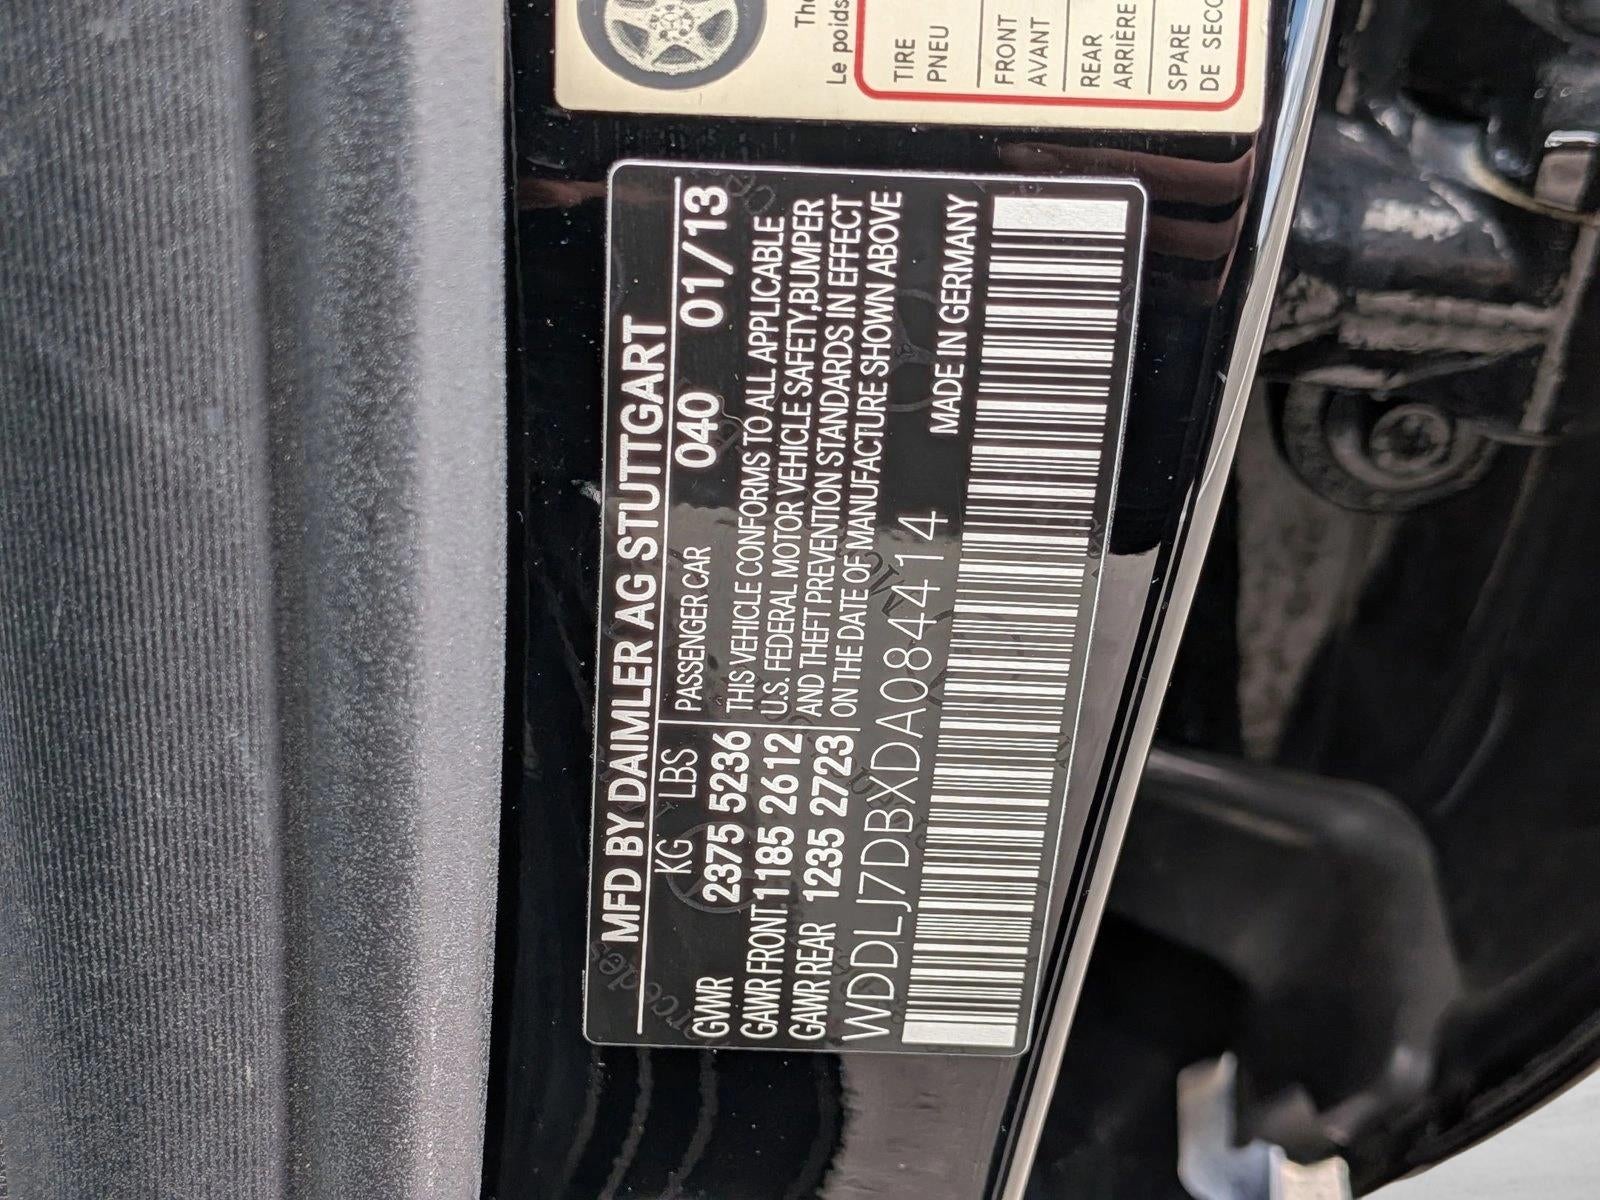 MFD BY DAIMLER AG STUTTGART
KG LBS PASSENGER CAR 040 01/13
GVWR 2375 5236
GAWR FRONT 1185 2612
GAWR REAR 1235 2723
THIS VEHICLE CONFORMS TO ALL APPLICABLE
U.S. FEDERAL MOTOR VEHICLE SAFETY,BUMPER
AND THEFT PREVENTION STANDARDS IN EFFECT
ON THE DATE OF MANUFACTURE SHOWN ABOVE
MADE IN GERMANY
WDDLJ7DBXDA084414
Le poids
TIRE
PNEU
FRONT
AVANT
REAR
ARRIÈRE
SPARE
DE